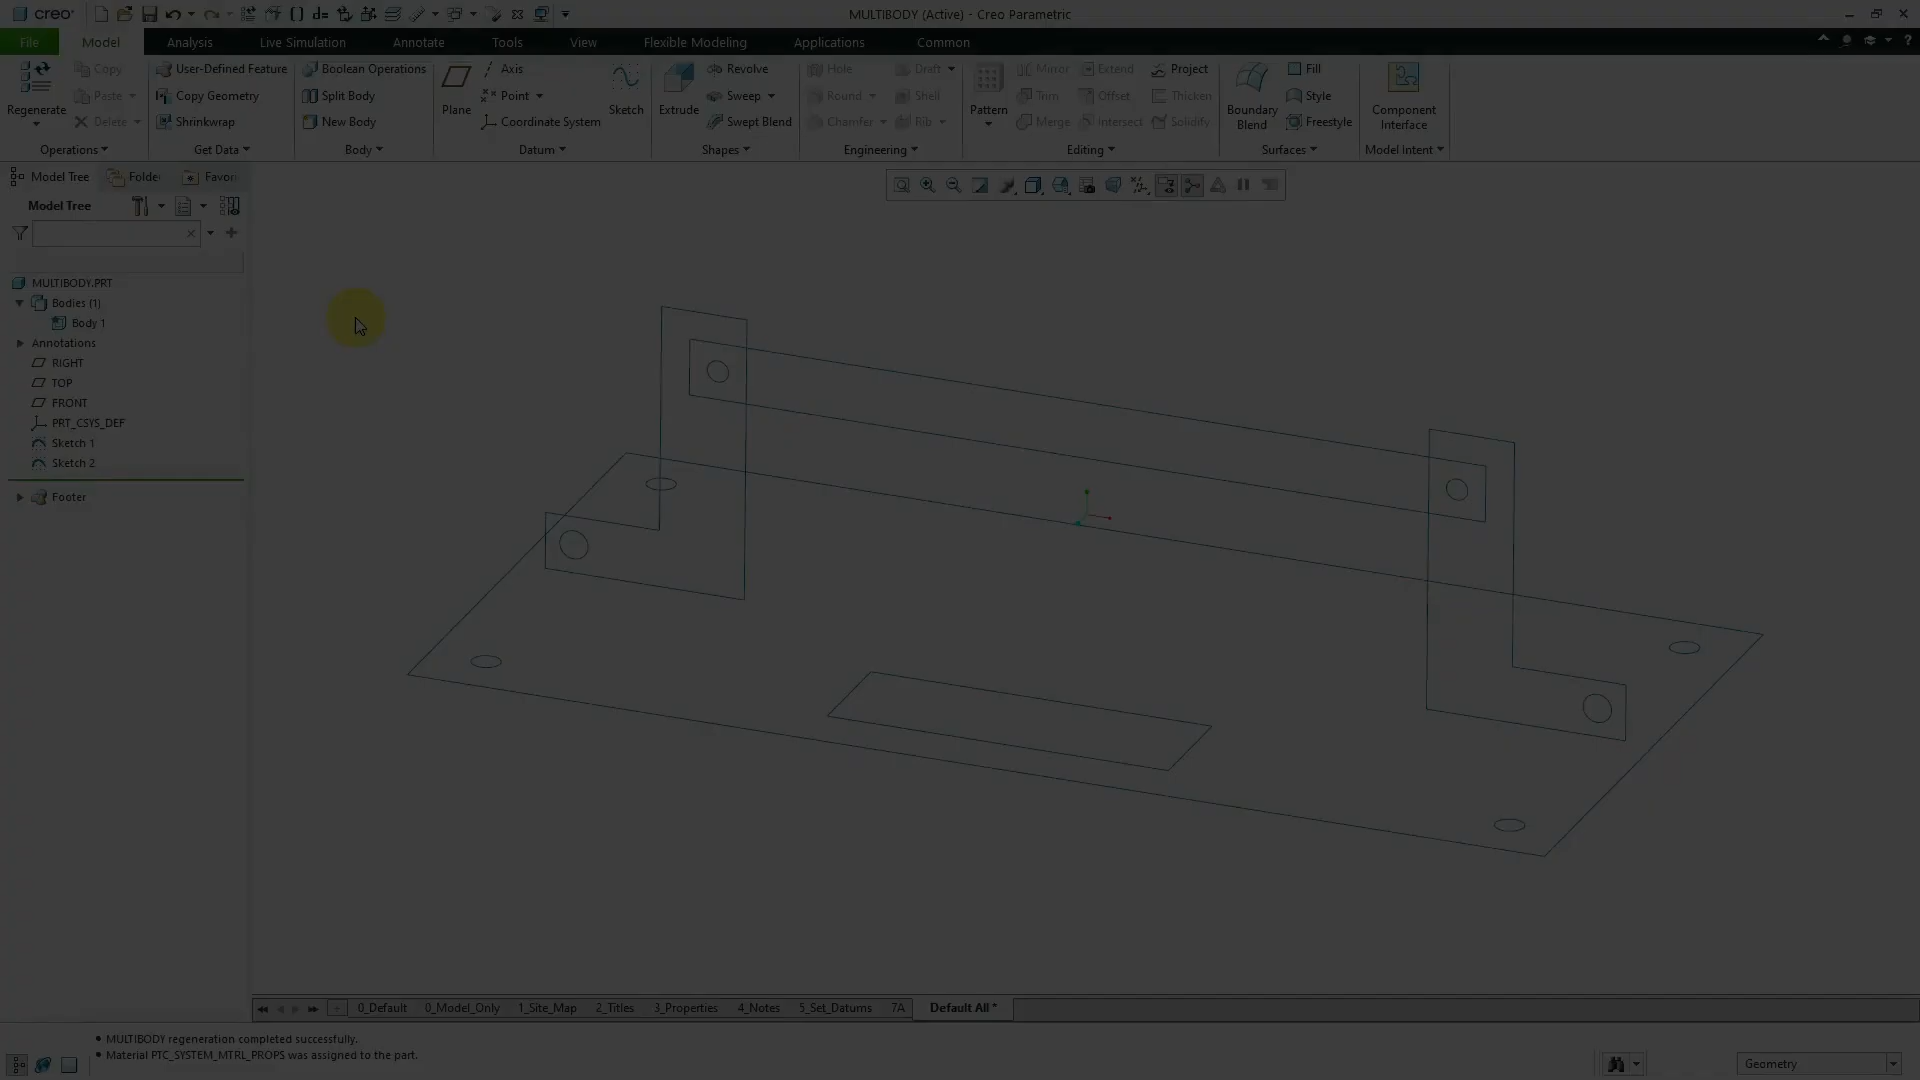 creo
MULTIBODY (Active) - Creo Parametric
File
Model
Analysis
Live Simulation
Annotate
Tools
View
Flexible Modeling
Applications
Common
Regenerate
Copy
Paste
Delete
Operations
User-Defined Feature
Copy Geometry
Shrinkwrap
Get Data
Boolean Operations
Split Body
New Body
Body
Plane
Axis
Point
Coordinate System
Sketch
Datum
Extrude
Revolve
Sweep
Swept Blend
Shapes
Hole
Round
Chamfer
Draft
Shell
Rib
Engineering
Pattern
Mirror
Trim
Merge
Extend
Offset
Intersect
Project
Thicken
Solidify
Editing
Boundary
Blend
Fill
Style
Freestyle
Surfaces
Component
Interface
Model Intent
Model Tree
Folde
Favor
Model Tree
MULTIBODY.PRT
Bodies (1)
Body 1
Annotations
RIGHT
TOP
FRONT
PRT_CSYS_DEF
Sketch 1
Sketch 2
Footer
0_Default
0_Model_Only
1_Site_Map
2_Titles
3_Properties
4_Notes
5_Set_Datums
7A
Default All *
• MULTIBODY regeneration completed successfully.
• Material PTC_SYSTEM_MTRL_PROPS was assigned to the part.
Geometry